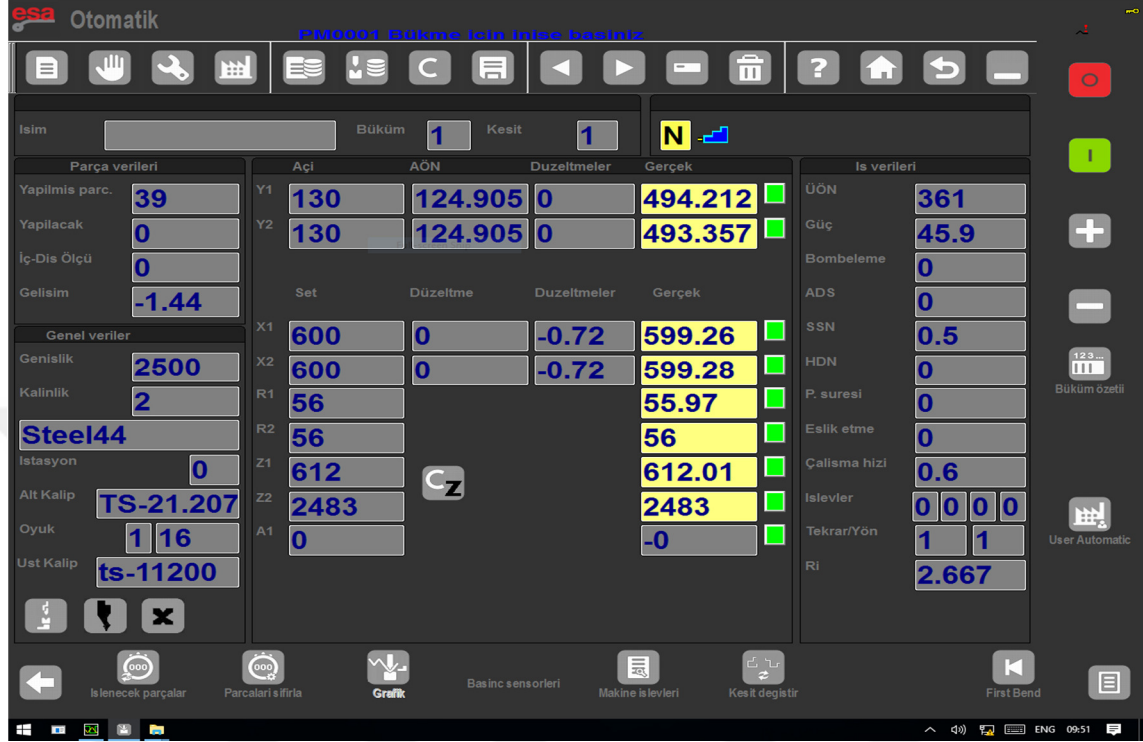 esa Otomatik
PM0001 Bükme icin inise basiniz
Isim Büküm 1 Kesit 1 N
Parça verileri Açi AÖN Duzeltmeler Gerçek Is verileri
Yapilmis parc. 39 Y1 130 124.905 0 494.212 ÜÖN 361
Yapilacak 0 Y2 130 124.905 0 493.357 Güç 45.9
İç-Dis Ölçü 0 Bombeleme 0
Gelisim -1.44 Set Düzeltme Duzeltmeler Gerçek ADS 0
Genel veriler X1 600 0 -0.72 599.26 SSN 0.5
Genislik 2500 X2 600 0 -0.72 599.28 HDN 0
Kalinlik 2 R1 56 55.97 P. suresi 0
Steel44 R2 56 56 Eslik etme 0
Istasyon 0 Z1 612 Cz 612.01 Çalisma hizi 0.6
Alt Kalip TS-21.207 Z2 2483 2483 Islevler 0 0 0 0
Oyuk 1 16 A1 0 -0 Tekrar/Yön 1 1
Ust Kalip ts-11200 Ri 2.667
O
I
123...
Büküm özetii
User Automatic
Islenecek parçalar Parcalari sifirla Grafik Basinc sensorleri Makine islevleri Kesit degistir First Bend
ENG 09:51